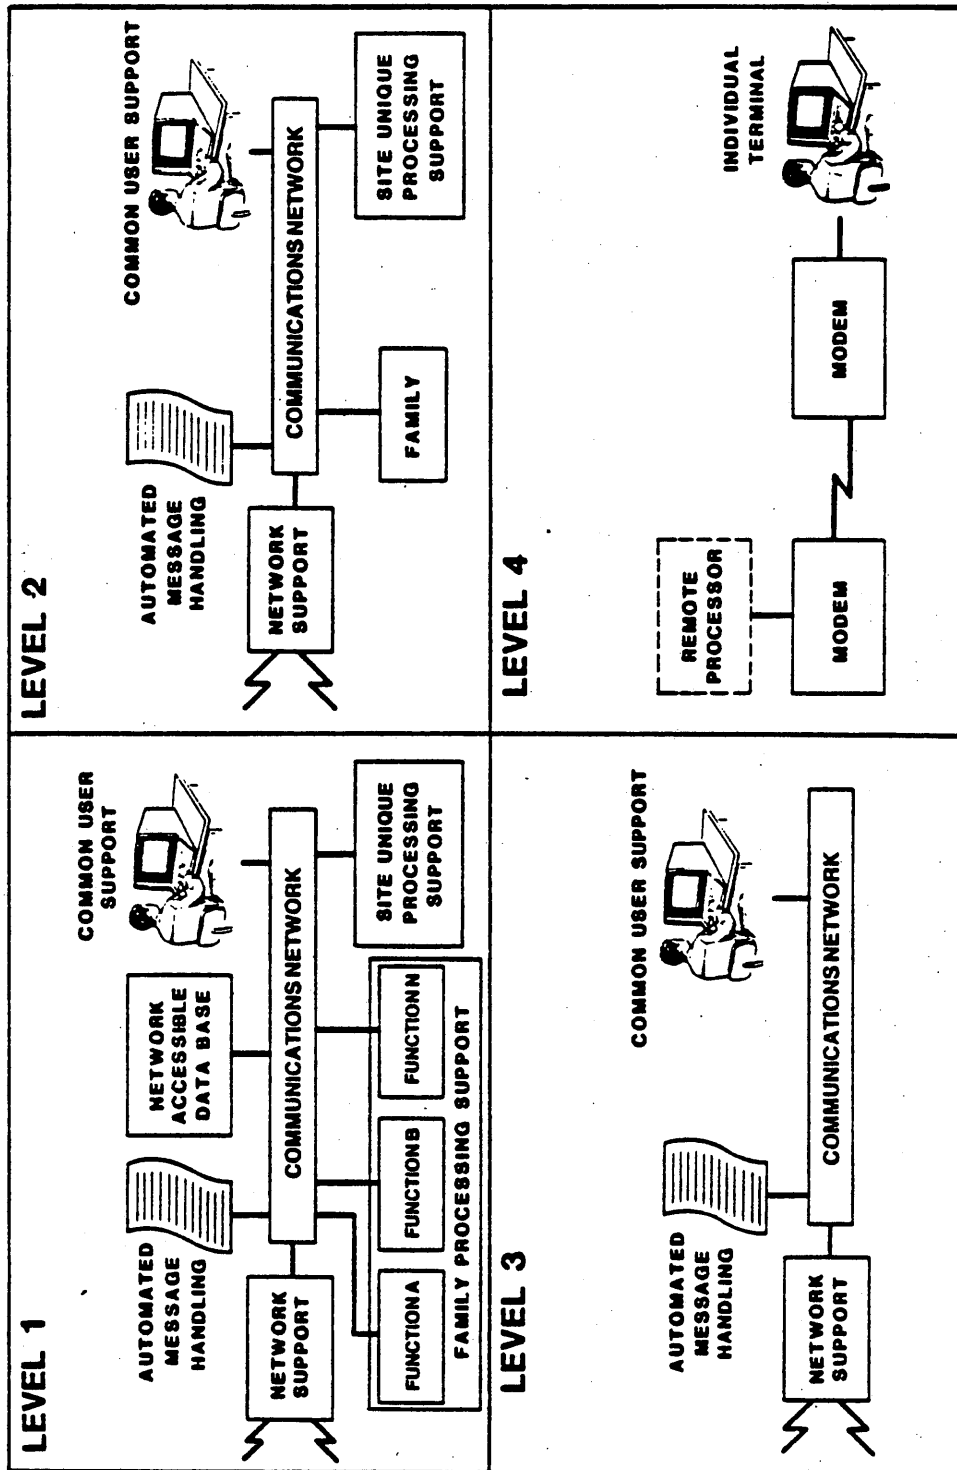 LEVEL 1
AUTOMATED
MESSAGE
HANDLING
NETWORK
ACCESSIBLE
DATA BASE
COMMON USER
SUPPORT
NETWORK
SUPPORT
COMMUNICATIONS NETWORK
FUNCTION A
FUNCTION B
FUNCTION N
FAMILY PROCESSING SUPPORT
SITE UNIQUE
PROCESSING
SUPPORT
LEVEL 2
AUTOMATED
MESSAGE
HANDLING
COMMON USER SUPPORT
NETWORK
SUPPORT
COMMUNICATIONS NETWORK
FAMILY
SITE UNIQUE
PROCESSING
SUPPORT
LEVEL 3
AUTOMATED
MESSAGE
HANDLING
COMMON USER SUPPORT
NETWORK
SUPPORT
COMMUNICATIONS NETWORK
LEVEL 4
REMOTE
PROCESSOR
INDIVIDUAL
TERMINAL
MODEM
MODEM